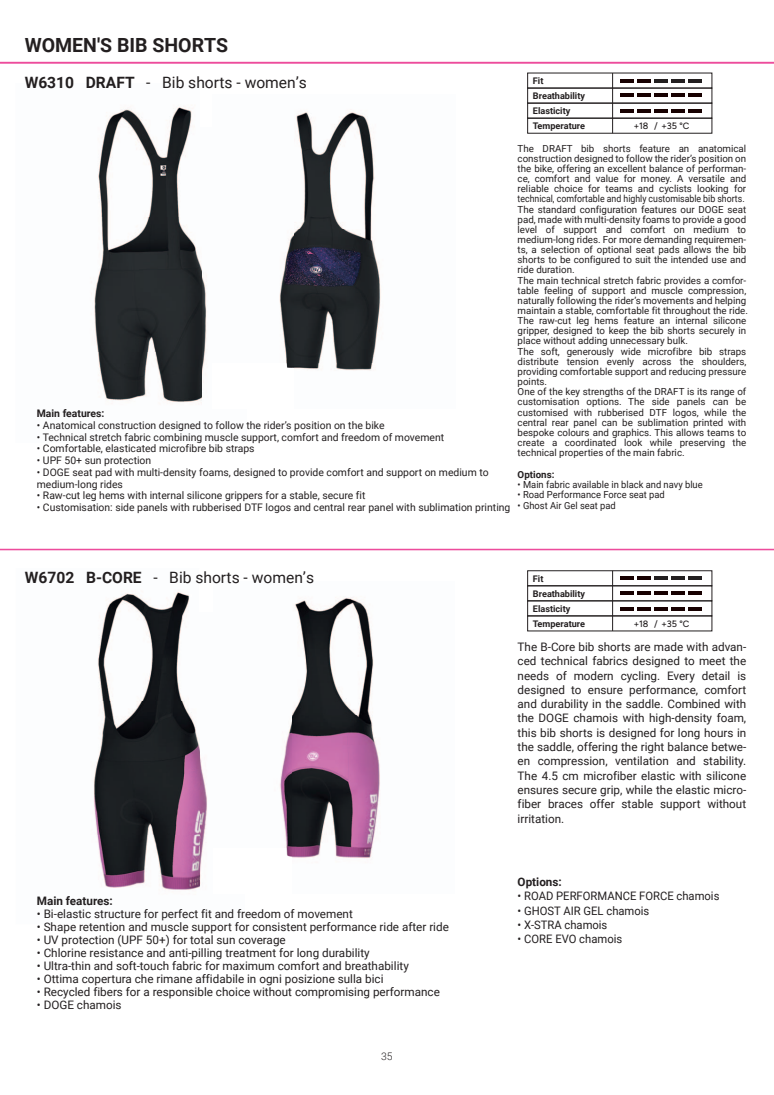 WOMEN'S BIB SHORTS
W6310 DRAFT - Bib shorts - women’s
Fit
Breathability
Elasticity
Temperature +18 / +35 °C
The DRAFT bib shorts feature an anatomical
construction designed to follow the rider’s position on
the bike, offering an excellent balance of performan-
ce, comfort and value for money. A versatile and
reliable choice for teams and cyclists looking for
technical, comfortable and highly customisable bib shorts.
The standard configuration features our DOGE seat
pad, made with multi-density foams to provide a good
level of support and comfort on medium to
medium-long rides. For more demanding requiremen-
ts, a selection of optional seat pads allows the bib
shorts to be configured to suit the intended use and
ride duration.
The main technical stretch fabric provides a comfor-
table feeling of support and muscle compression,
naturally following the rider’s movements and helping
maintain a stable, comfortable fit throughout the ride.
The raw-cut leg hems feature an internal silicone
gripper, designed to keep the bib shorts securely in
place without adding unnecessary bulk.
The soft, generously wide microfibre bib straps
distribute tension evenly across the shoulders,
providing comfortable support and reducing pressure
points.
One of the key strengths of the DRAFT is its range of
customisation options. The side panels can be
customised with rubberised DTF logos, while the
central rear panel can be sublimation printed with
bespoke colours and graphics. This allows teams to
create a coordinated look while preserving the
technical properties of the main fabric.
Options:
• Main fabric available in black and navy blue
• Road Performance Force seat pad
• Ghost Air Gel seat pad
Main features:
• Anatomical construction designed to follow the rider’s position on the bike
• Technical stretch fabric combining muscle support, comfort and freedom of movement
• Comfortable, elasticated microfibre bib straps
• UPF 50+ sun protection
• DOGE seat pad with multi-density foams, designed to provide comfort and support on medium to
medium-long rides
• Raw-cut leg hems with internal silicone grippers for a stable, secure fit
• Customisation: side panels with rubberised DTF logos and central rear panel with sublimation printing
W6702 B-CORE - Bib shorts - women’s
Fit
Breathability
Elasticity
Temperature +18 / +35 °C
The B-Core bib shorts are made with advan-
ced technical fabrics designed to meet the
needs of modern cycling. Every detail is
designed to ensure performance, comfort
and durability in the saddle. Combined with
the DOGE chamois with high-density foam,
this bib shorts is designed for long hours in
the saddle, offering the right balance betwe-
en compression, ventilation and stability.
The 4.5 cm microfiber elastic with silicone
ensures secure grip, while the elastic micro-
fiber braces offer stable support without
irritation.
Options:
• ROAD PERFORMANCE FORCE chamois
• GHOST AIR GEL chamois
• X-STRA chamois
• CORE EVO chamois
B CORE
B CORE
Main features:
• Bi-elastic structure for perfect fit and freedom of movement
• Shape retention and muscle support for consistent performance ride after ride
• UV protection (UPF 50+) for total sun coverage
• Chlorine resistance and anti-pilling treatment for long durability
• Ultra-thin and soft-touch fabric for maximum comfort and breathability
• Ottima copertura che rimane affidabile in ogni posizione sulla bici
• Recycled fibers for a responsible choice without compromising performance
• DOGE chamois
35